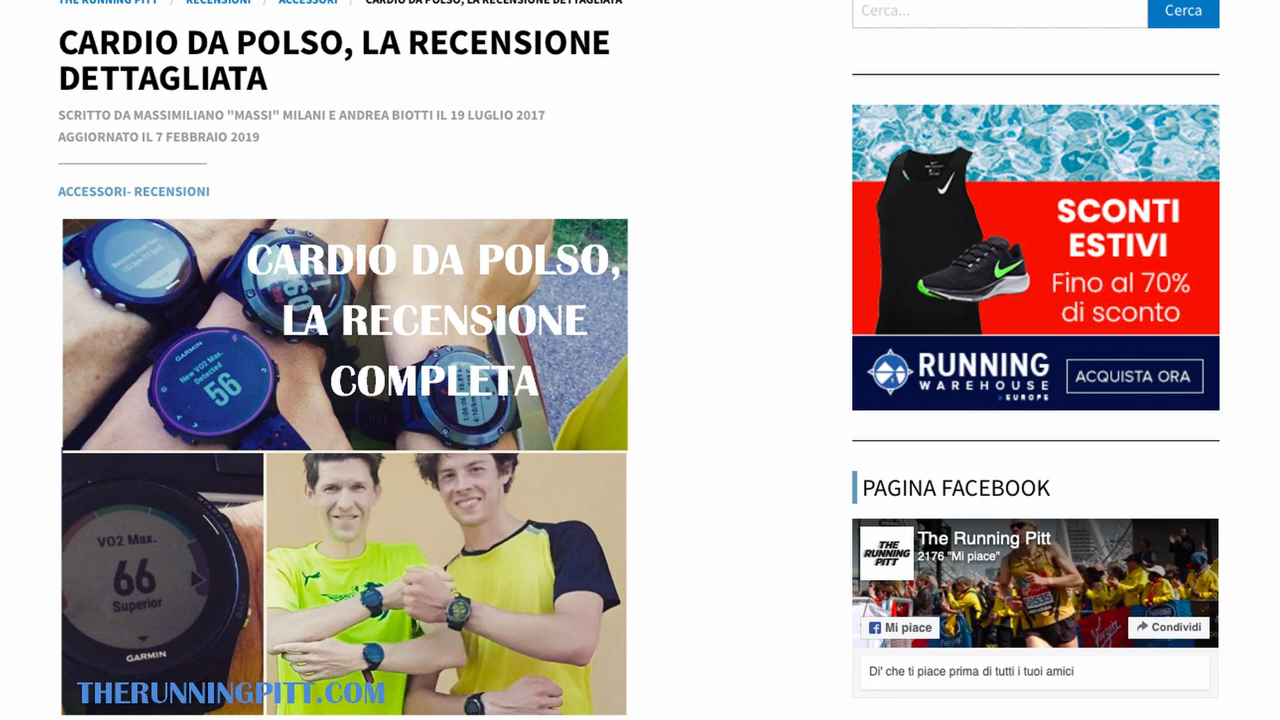 THE RUNNING PITT / RECENSIONI / ACCESSORI / CARDIO DA POLSO, LA RECENSIONE DETTAGLIATA
CARDIO DA POLSO, LA RECENSIONE
DETTAGLIATA
SCRITTO DA MASSIMILIANO "MASSI" MILANI E ANDREA BIOTTI IL 19 LUGLIO 2017
AGGIORNATO IL 7 FEBBRAIO 2019
ACCESSORI- RECENSIONI
CARDIO DA POLSO,
LA RECENSIONE
COMPLETA
GARMIN
New VO2 Max.
Detected
56
VO2 Max.
66
Superior
GARMIN
THERUNNINGPITT.COM
Cerca...
Cerca
SCONTI
ESTIVI
Fino al 70%
di sconto
RUNNING
WAREHOUSE
EUROPE
ACQUISTA ORA
PAGINA FACEBOOK
THE
RUNNING
PITT
The Running Pitt
2176 "Mi piace"
Mi piace
Condividi
Di' che ti piace prima di tutti i tuoi amici